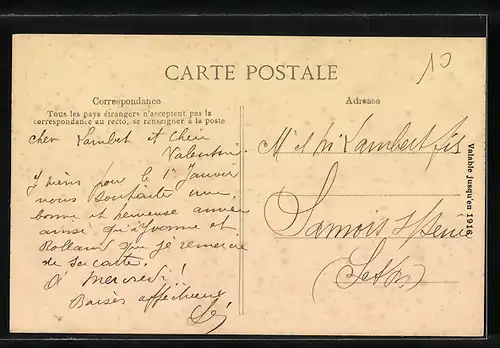 13
CARTE POSTALE
Correspondance
Tous les pays étrangers n'acceptent pas la
correspondance au recto, se renseigner à la poste
Adresse
cher Lambert et Chère
Valentine
Je viens pour le 1er Janvier
vous souhaiter une
bonne et heureuse année
ainsi qu'à Yvonne et
Rolland que je remercie
de sa carte.
A mercredi !
Baisers affectueux
Mr et Mme Lambert fils
Samois s/Seine
(S et M)
Valable jusqu'en 1916